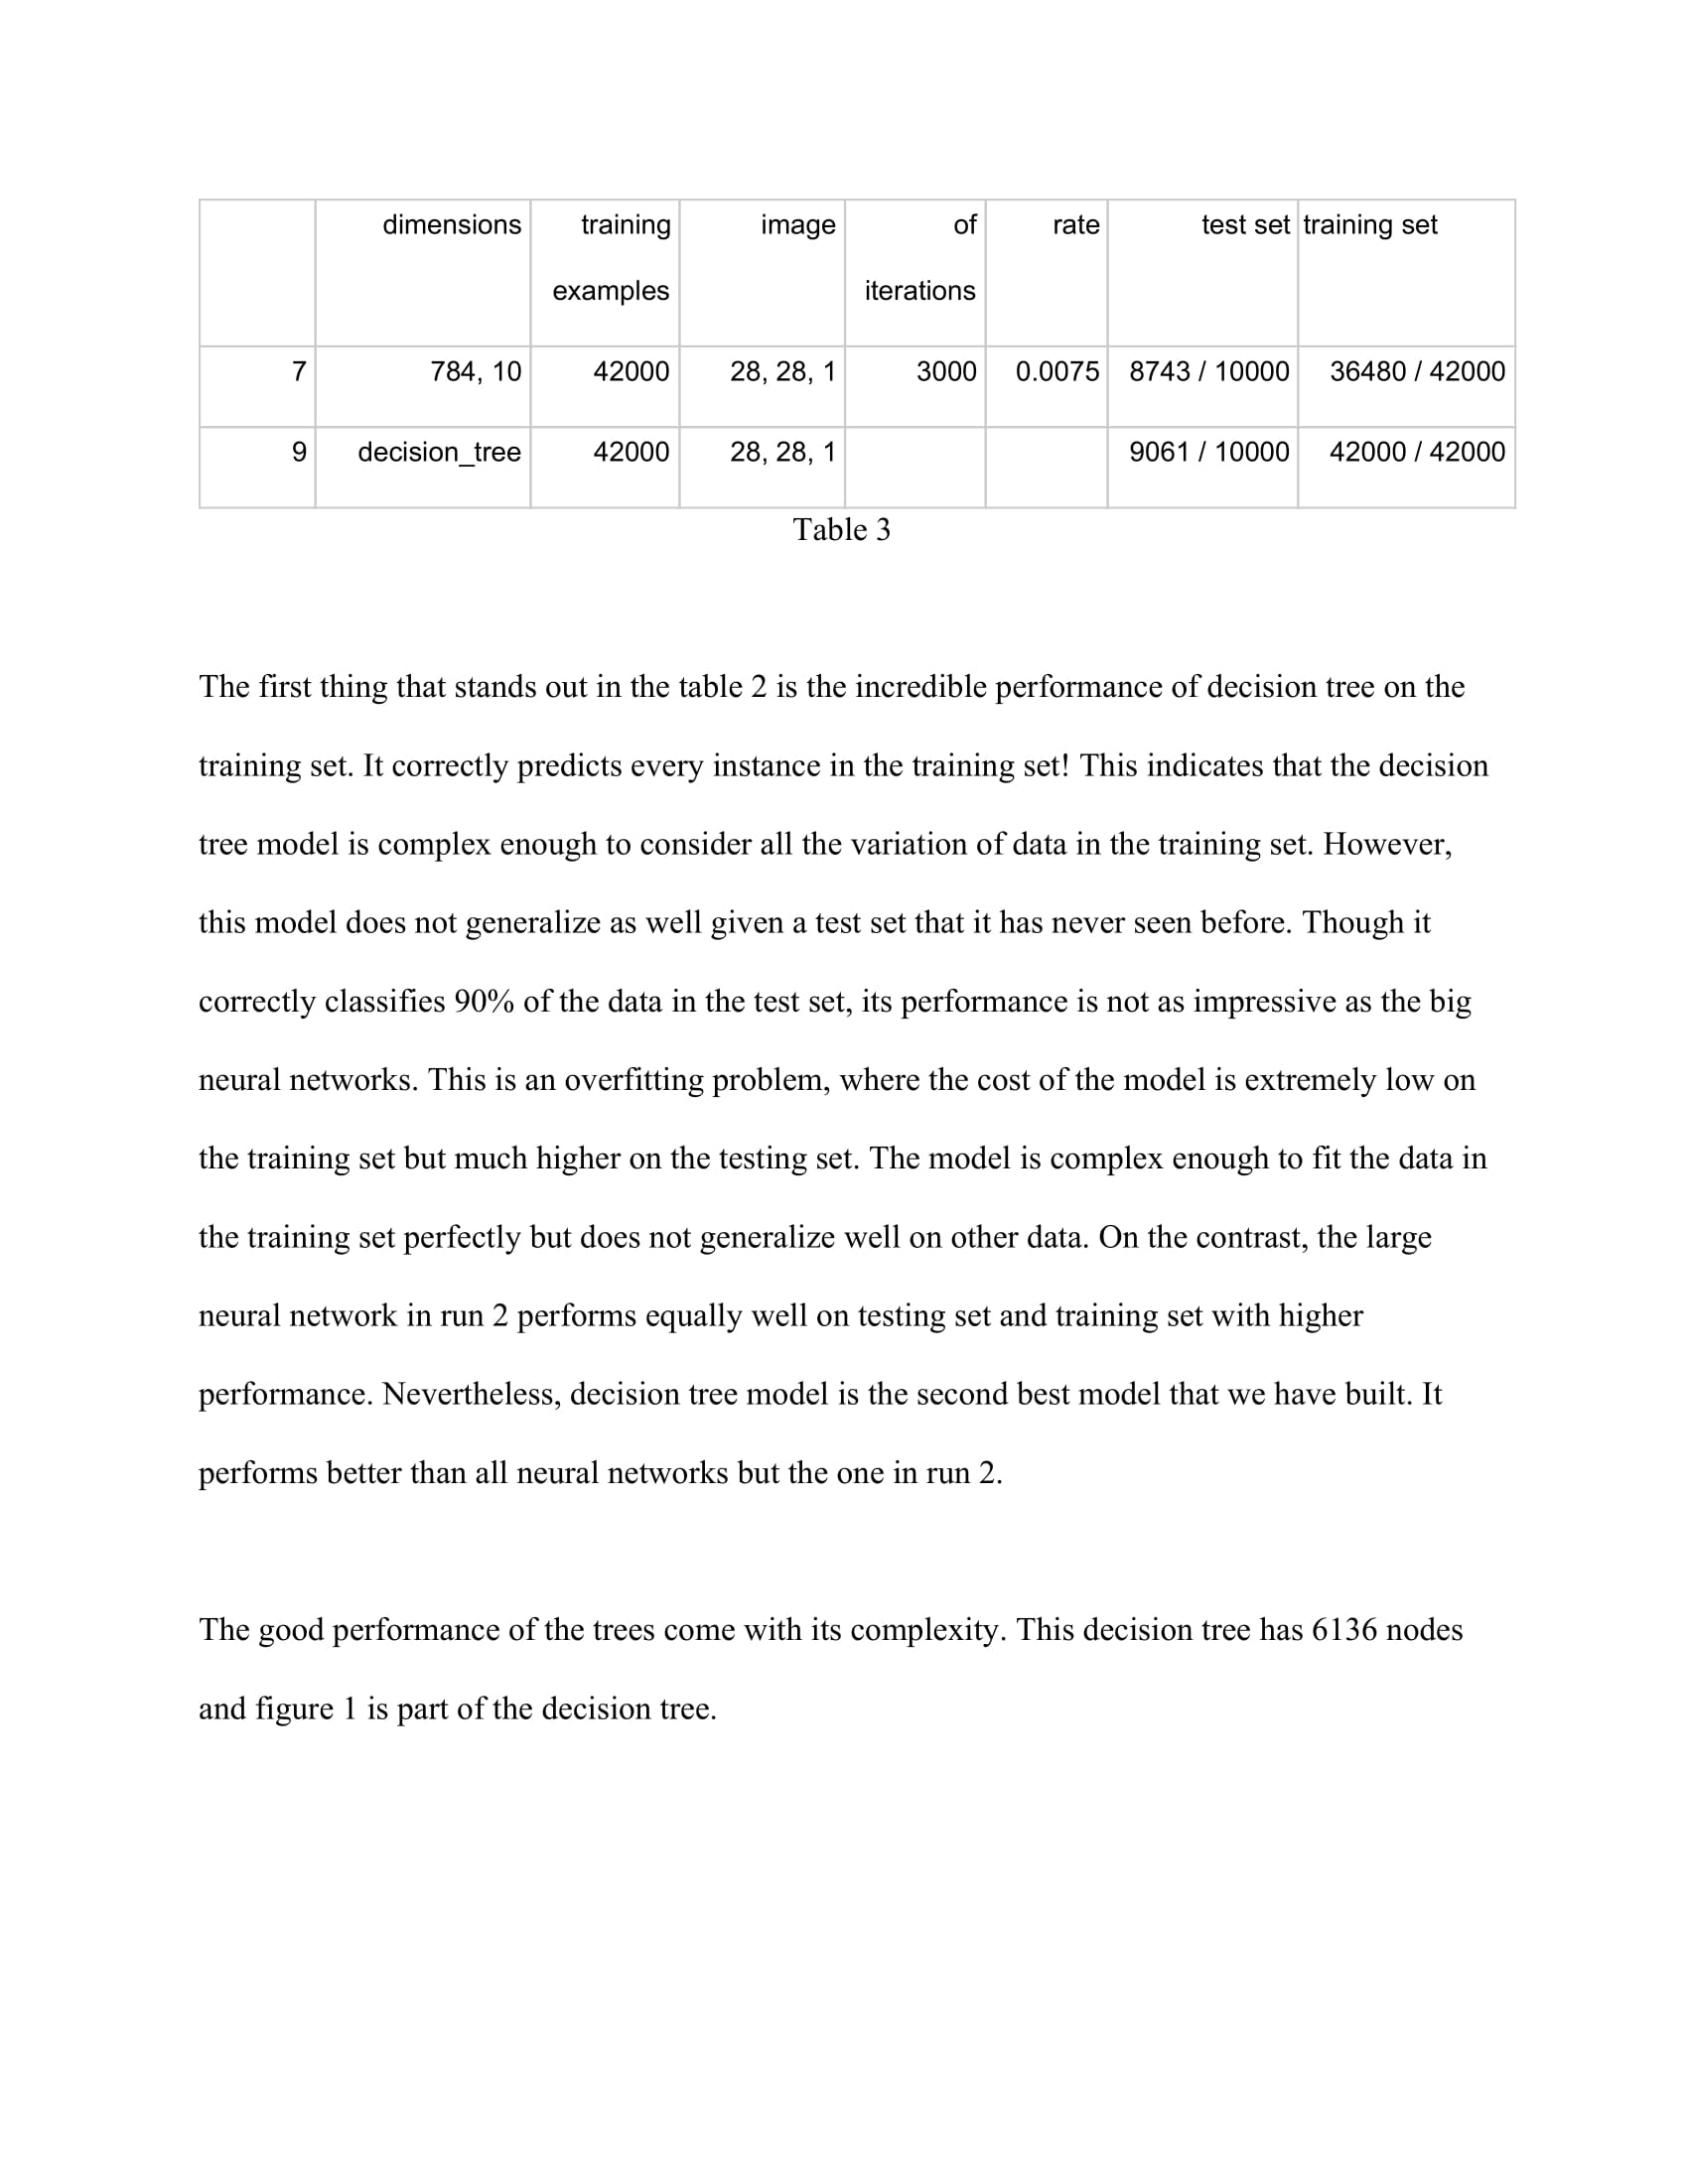 dimensions training image of rate test set training set
examples iterations
7 784, 10 42000 28, 28, 1 3000 0.0075 8743 / 10000 36480 / 42000
9 decision_tree 42000 28, 28, 1 9061 / 10000 42000 / 42000
Table 3
The first thing that stands out in the table 2 is the incredible performance of decision tree on the
training set. It correctly predicts every instance in the training set! This indicates that the decision
tree model is complex enough to consider all the variation of data in the training set. However,
this model does not generalize as well given a test set that it has never seen before. Though it
correctly classifies 90% of the data in the test set, its performance is not as impressive as the big
neural networks. This is an overfitting problem, where the cost of the model is extremely low on
the training set but much higher on the testing set. The model is complex enough to fit the data in
the training set perfectly but does not generalize well on other data. On the contrast, the large
neural network in run 2 performs equally well on testing set and training set with higher
performance. Nevertheless, decision tree model is the second best model that we have built. It
performs better than all neural networks but the one in run 2.
The good performance of the trees come with its complexity. This decision tree has 6136 nodes
and figure 1 is part of the decision tree.